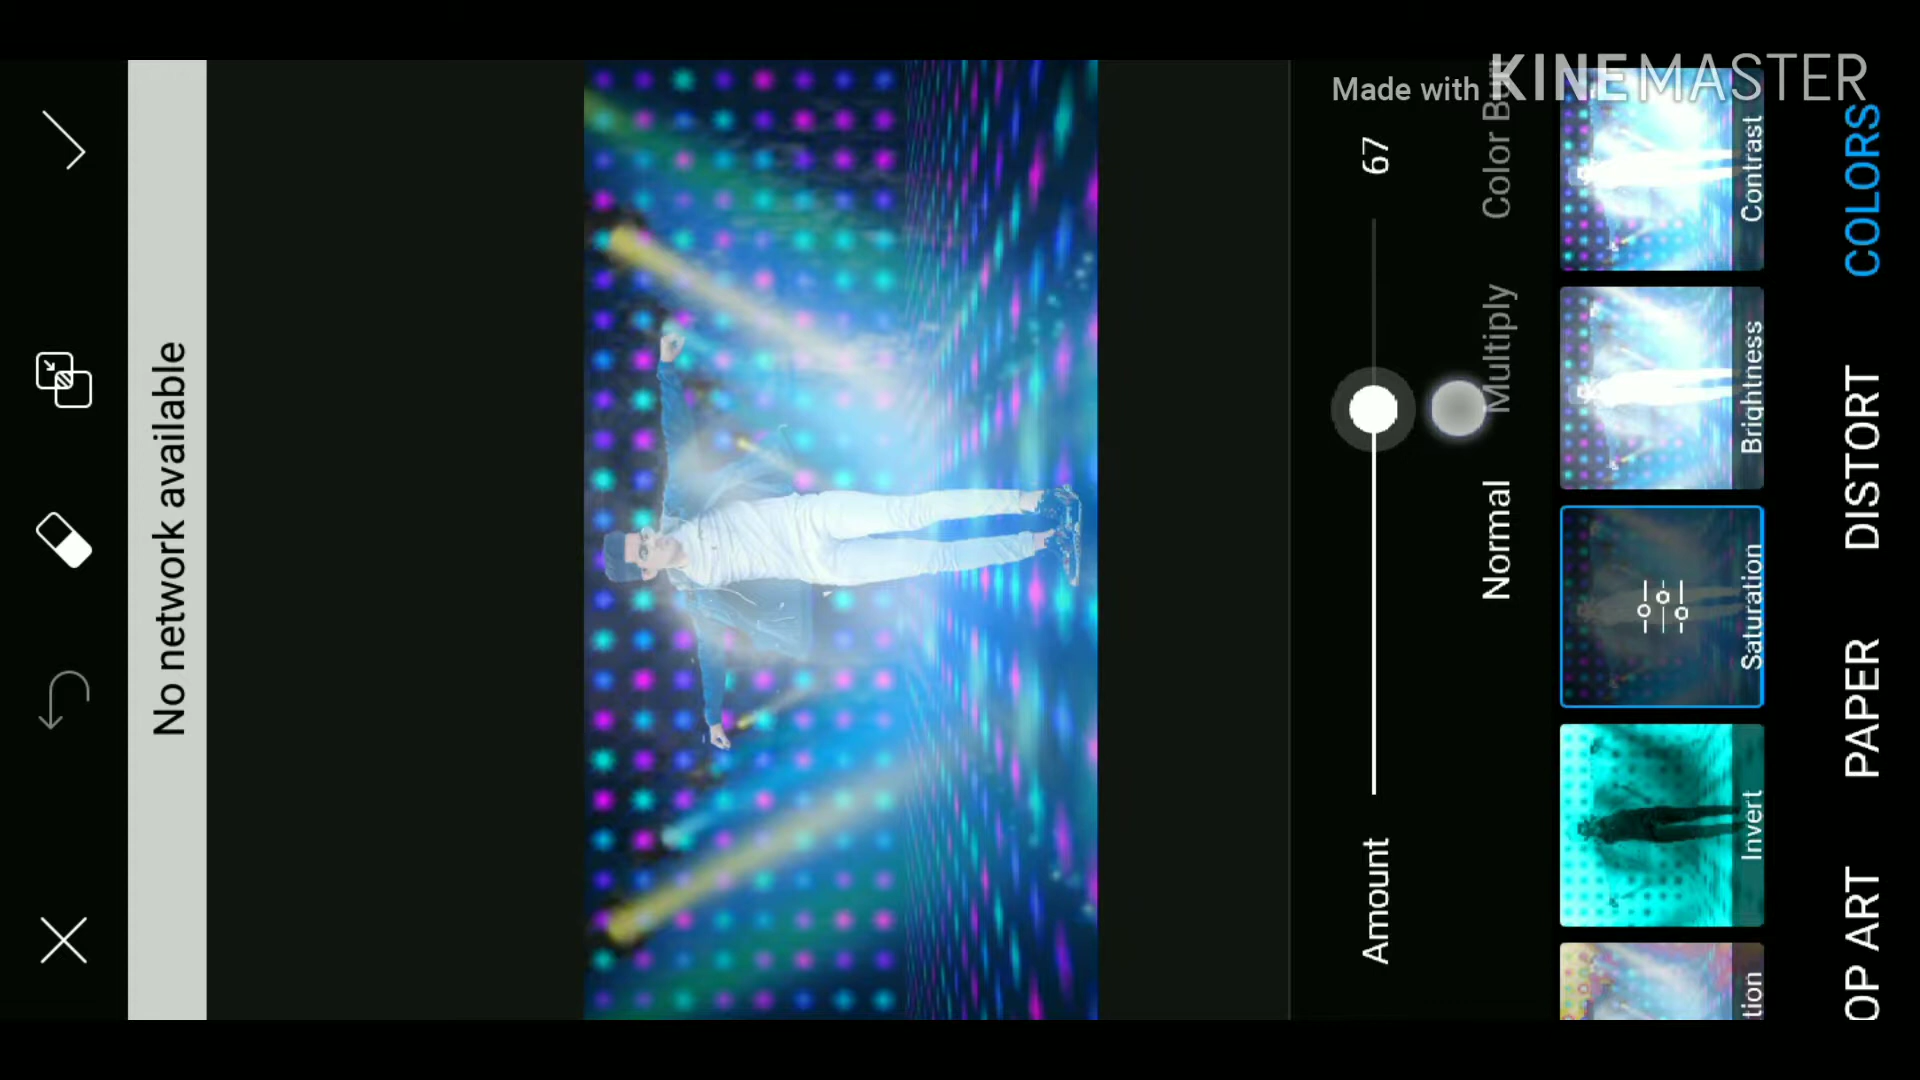 Made with KINEMASTER
No network available
Amount 67
Normal Multiply Color Burn
tion Invert Saturation Brightness Contrast
OP ART PAPER DISTORT COLORS